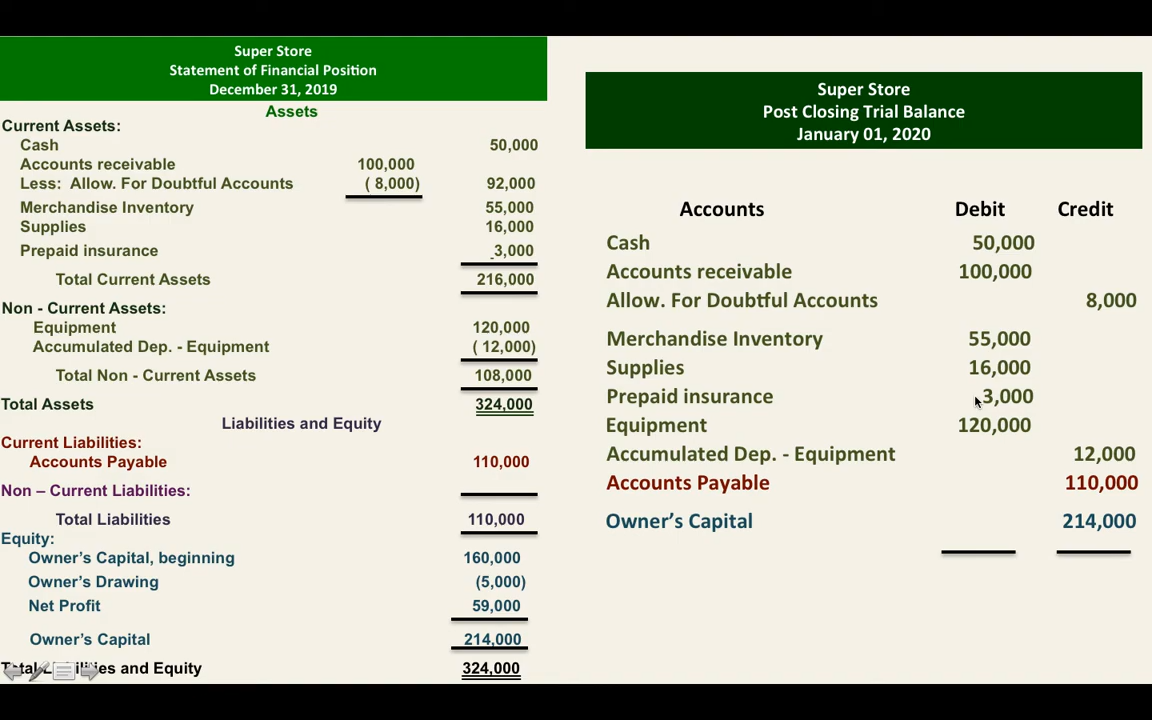 Super Store
Statement of Financial Position
December 31, 2019
Assets
Current Assets:
Cash 50,000
Accounts receivable 100,000
Less: Allow. For Doubtful Accounts ( 8,000) 92,000
Merchandise Inventory 55,000
Supplies 16,000
Prepaid insurance 3,000
Total Current Assets 216,000
Non - Current Assets:
Equipment 120,000
Accumulated Dep. - Equipment ( 12,000)
Total Non - Current Assets 108,000
Total Assets 324,000
Liabilities and Equity
Current Liabilities:
Accounts Payable 110,000
Non – Current Liabilities:
Total Liabilities 110,000
Equity:
Owner's Capital, beginning 160,000
Owner's Drawing (5,000)
Net Profit 59,000
Owner's Capital 214,000
Total Liabilities and Equity 324,000
Super Store
Post Closing Trial Balance
January 01, 2020
Accounts Debit Credit
Cash 50,000
Accounts receivable 100,000
Allow. For Doubtful Accounts 8,000
Merchandise Inventory 55,000
Supplies 16,000
Prepaid insurance 3,000
Equipment 120,000
Accumulated Dep. - Equipment 12,000
Accounts Payable 110,000
Owner's Capital 214,000